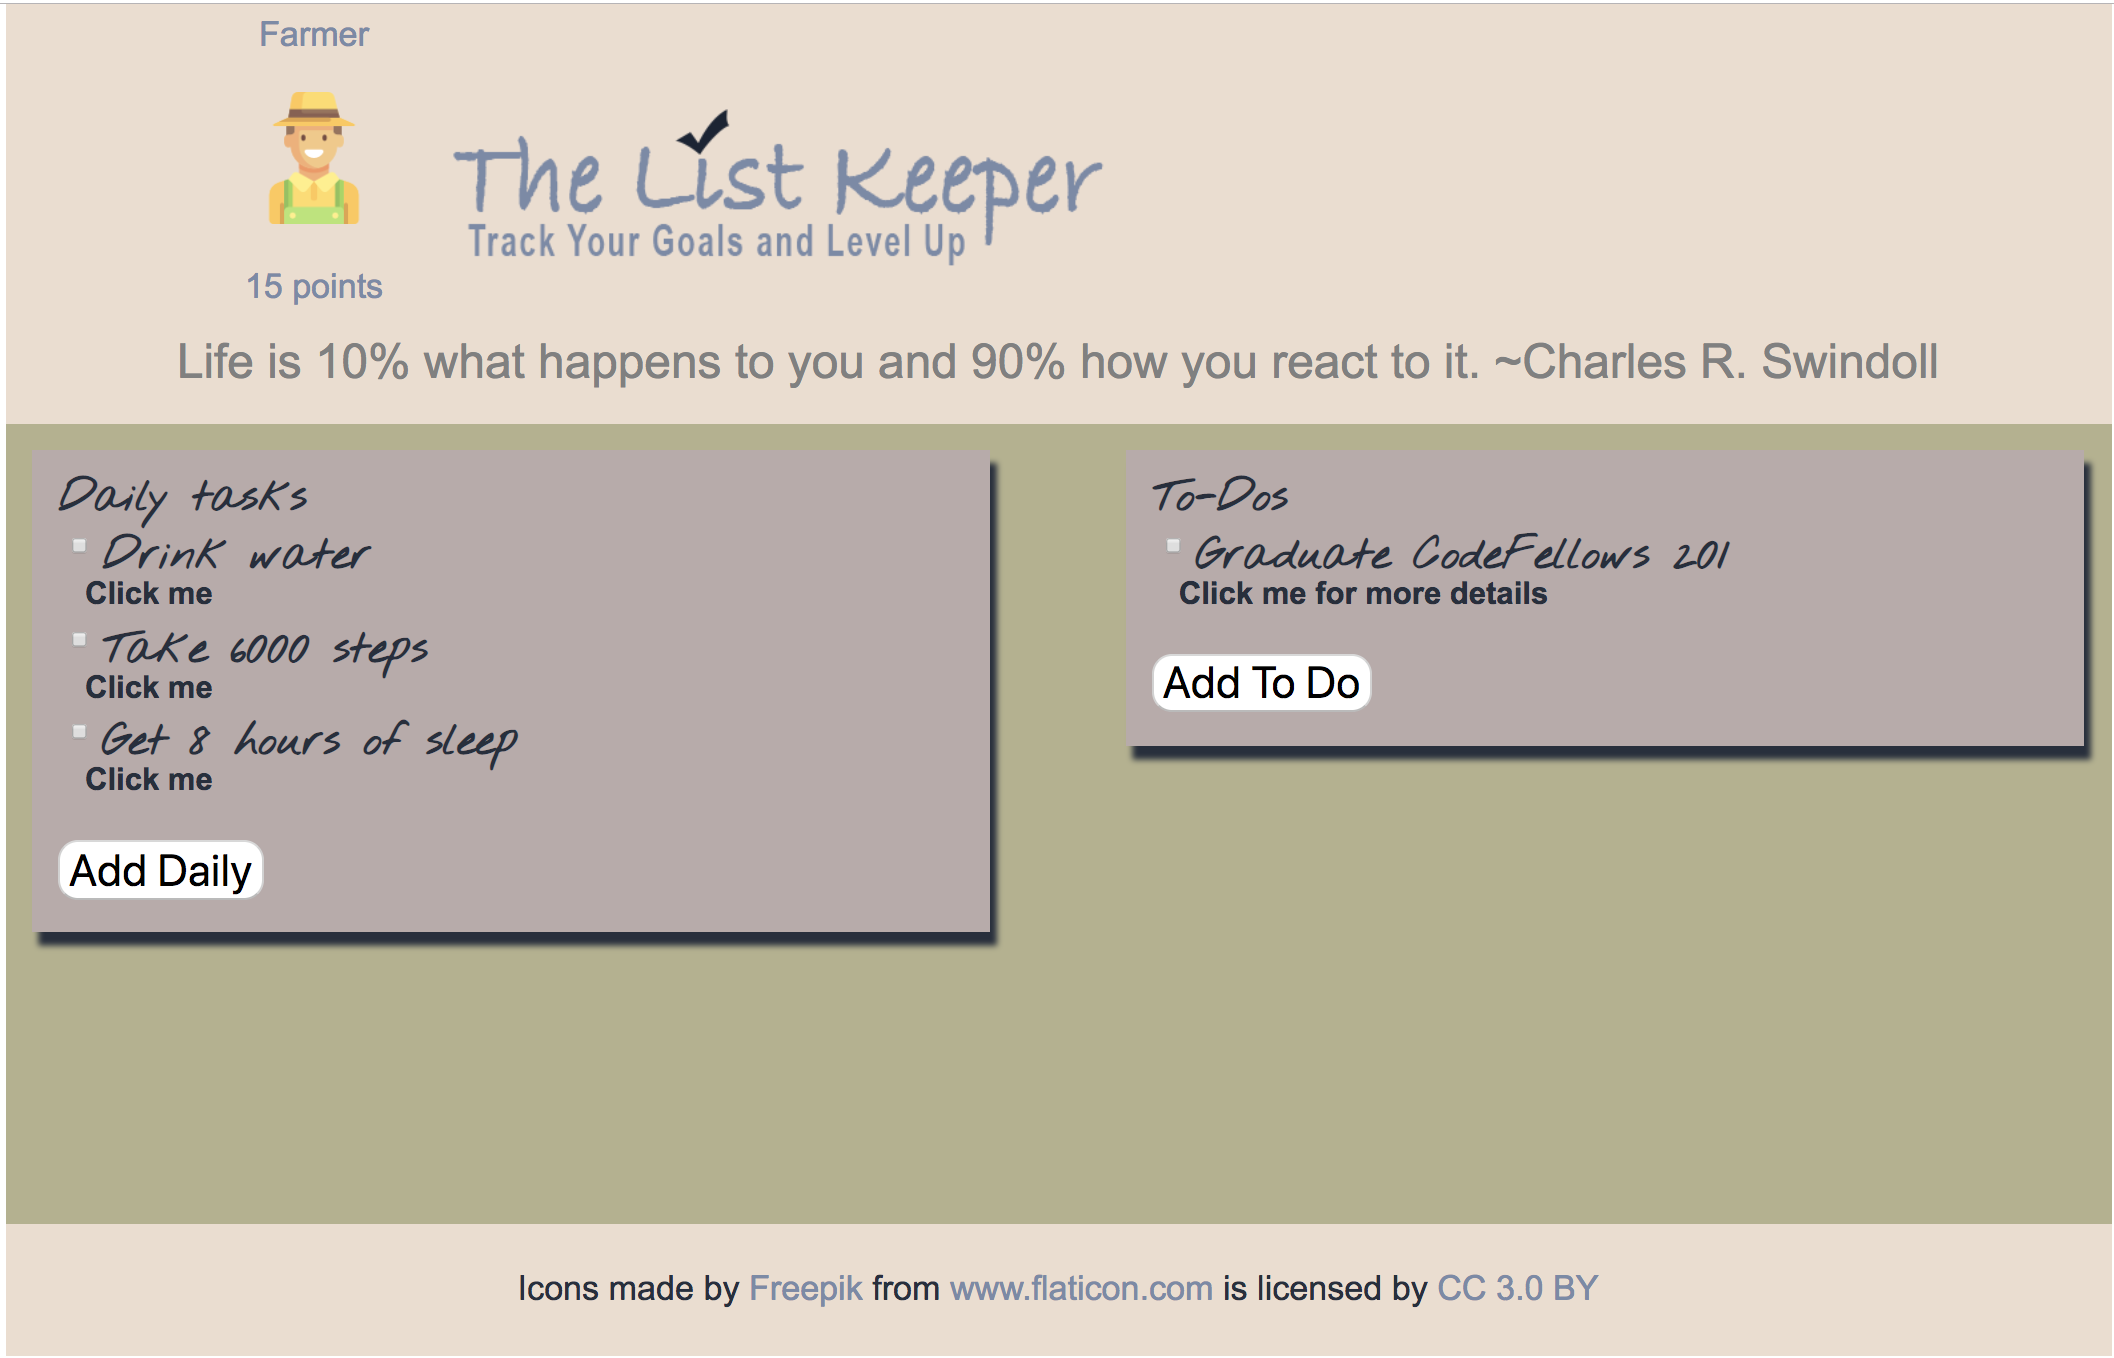 Farmer
The List Keeper
Track Your Goals and Level Up
15 points
Life is 10% what happens to you and 90% how you react to it. ~Charles R. Swindoll
Daily tasks
Drink water
Click me
Take 6000 steps
Click me
Get 8 hours of sleep
Click me
Add Daily
To-Dos
Graduate CodeFellows 201
Click me for more details
Add To Do
Icons made by Freepik from www.flaticon.com is licensed by CC 3.0 BY